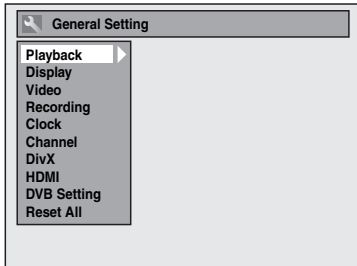 General Setting
Playback
Display
Video
Recording
Clock
Channel
DivX
HDMI
DVB Setting
Reset All